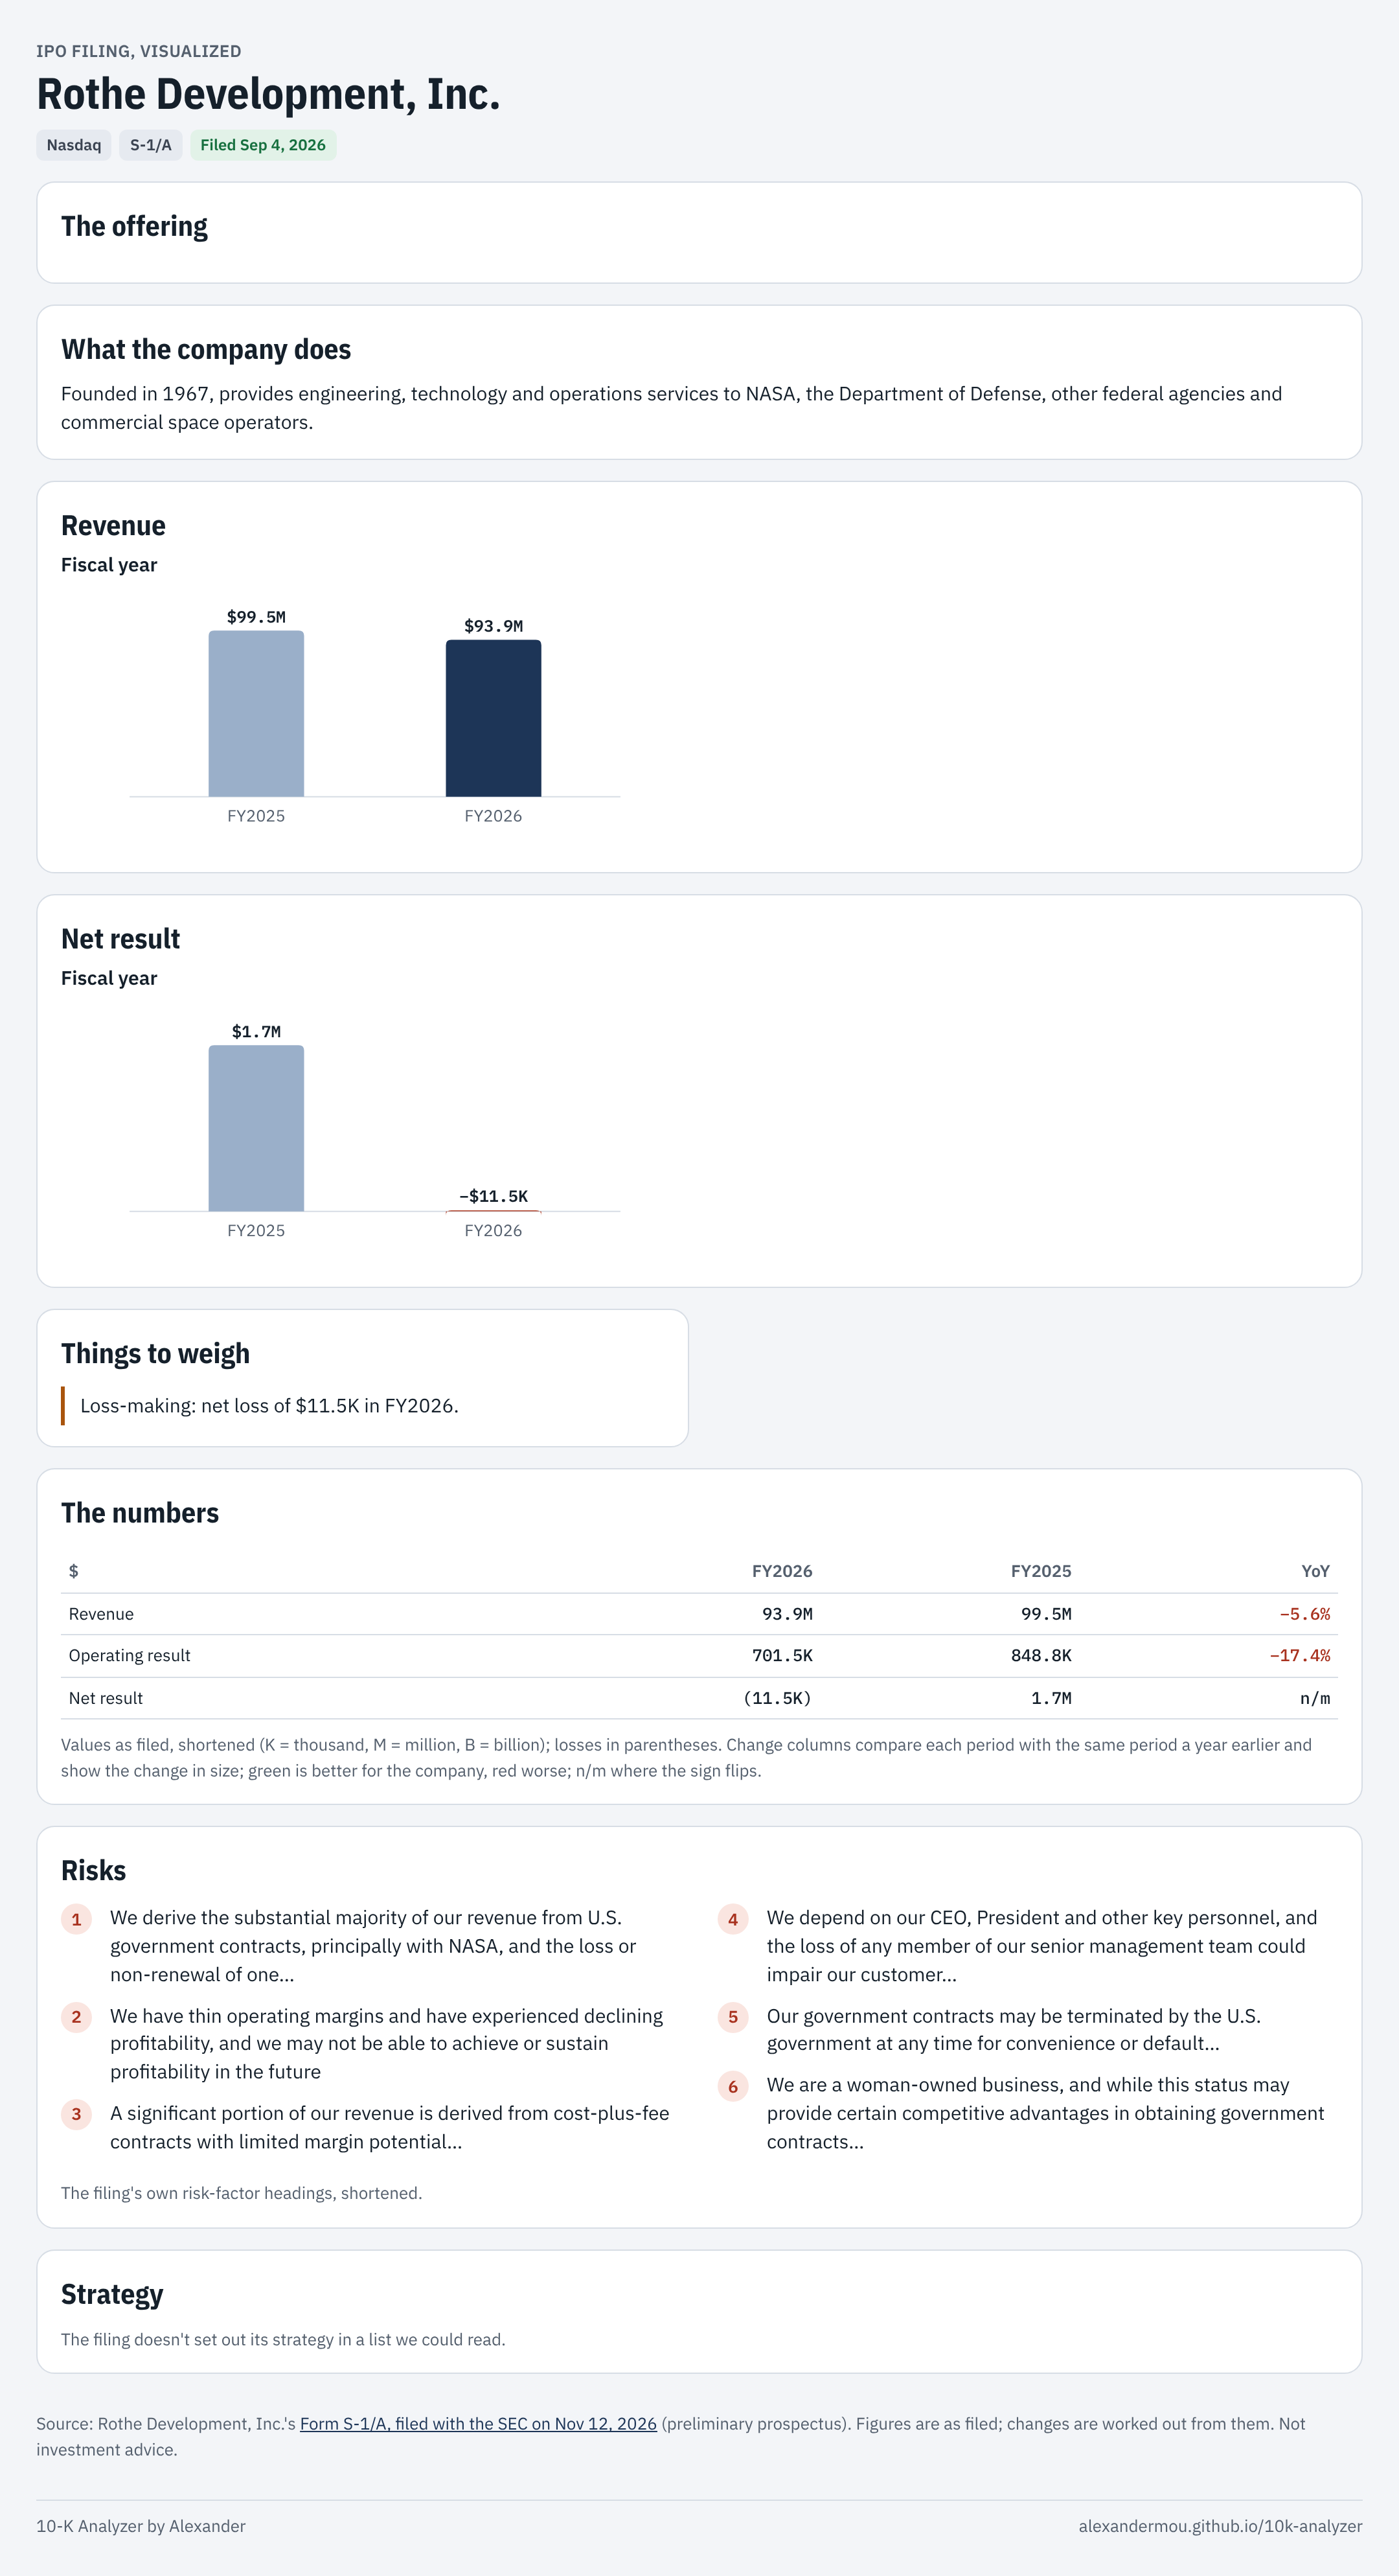 IPO FILING, VISUALIZED
Rothe Development, Inc.
Nasdaq S-1/A Filed Sep 4, 2026
The offering
What the company does
Founded in 1967, provides engineering, technology and operations services to NASA, the Department of Defense, other federal agencies and
commercial space operators.
Revenue
Fiscal year
$99.5M $93.9M
FY2025 FY2026
Net result
Fiscal year
$1.7M −$11.5K
FY2025 FY2026
Things to weigh
Loss-making: net loss of $11.5K in FY2026.
The numbers
$ FY2026 FY2025 YoY
Revenue 93.9M 99.5M −5.6%
Operating result 701.5K 848.8K −17.4%
Net result (11.5K) 1.7M n/m
Values as filed, shortened (K = thousand, M = million, B = billion); losses in parentheses. Change columns compare each period with the same period a year earlier and
show the change in size; green is better for the company, red worse; n/m where the sign flips.
Risks
1 We derive the substantial majority of our revenue from U.S.
government contracts, principally with NASA, and the loss or
non-renewal of one…
2 We have thin operating margins and have experienced declining
profitability, and we may not be able to achieve or sustain
profitability in the future
3 A significant portion of our revenue is derived from cost-plus-fee
contracts with limited margin potential…
4 We depend on our CEO, President and other key personnel, and
the loss of any member of our senior management team could
impair our customer…
5 Our government contracts may be terminated by the U.S.
government at any time for convenience or default…
6 We are a woman-owned business, and while this status may
provide certain competitive advantages in obtaining government
contracts…
The filing's own risk-factor headings, shortened.
Strategy
The filing doesn't set out its strategy in a list we could read.
Source: Rothe Development, Inc.'s Form S-1/A, filed with the SEC on Nov 12, 2026 (preliminary prospectus). Figures are as filed; changes are worked out from them. Not
investment advice.
10-K Analyzer by Alexander alexandermou.github.io/10k-analyzer